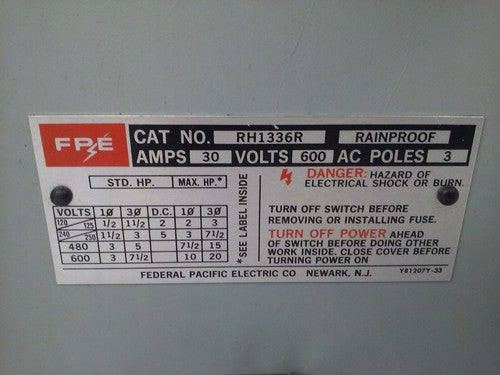 FPE
CAT NO. RH1336R RAINPROOF
AMPS 30 VOLTS 600 AC POLES 3
STD. HP. MAX. HP.*
VOLTS 1Ø 3Ø D.C. 1Ø 3Ø
120 125 1/2 1 1/2 2 2 3
240 250 1 1/2 3 5 3 7 1/2
480 3 5 7 1/2 15
600 3 7 1/2 10 20
*SEE LABEL INSIDE
DANGER: HAZARD OF
ELECTRICAL SHOCK OR BURN.
TURN OFF SWITCH BEFORE
REMOVING OR INSTALLING FUSE.
TURN OFF POWER AHEAD
OF SWITCH BEFORE DOING OTHER
WORK INSIDE. CLOSE COVER BEFORE
TURNING POWER ON
FEDERAL PACIFIC ELECTRIC CO NEWARK, N.J. Y81207Y-33